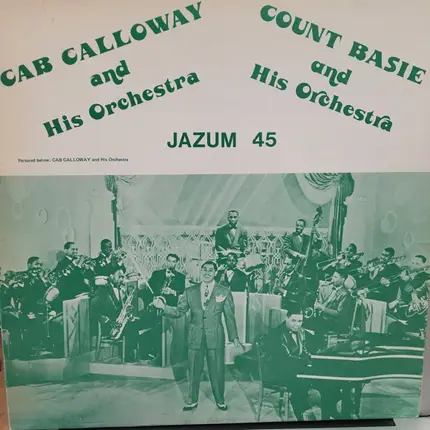 CAB CALLOWAY
and
His Orchestra
COUNT BASIE
and
His Orchestra
JAZUM 45
Pictured below: CAB CALLOWAY and His Orchestra